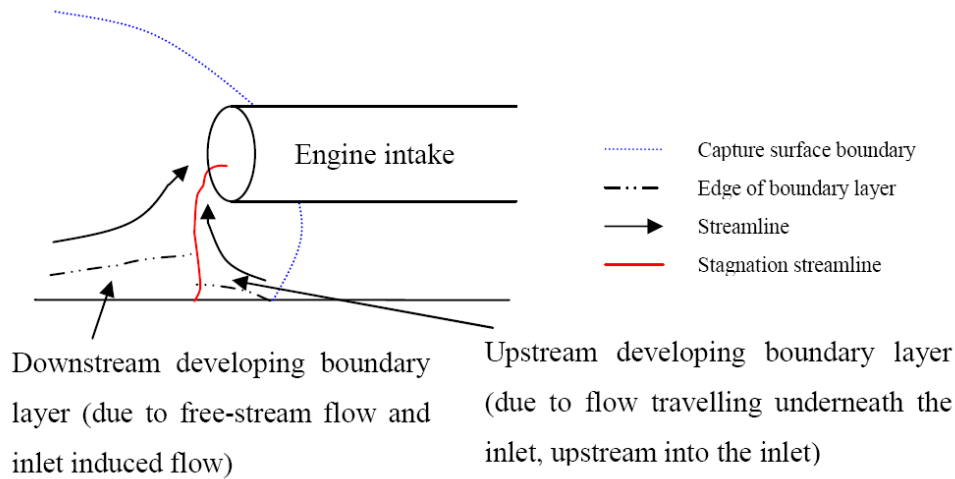 Engine intake
Capture surface boundary
Edge of boundary layer
Streamline
Stagnation streamline
Downstream developing boundary
layer (due to free-stream flow and
inlet induced flow)
Upstream developing boundary layer
(due to flow travelling underneath the
inlet, upstream into the inlet)